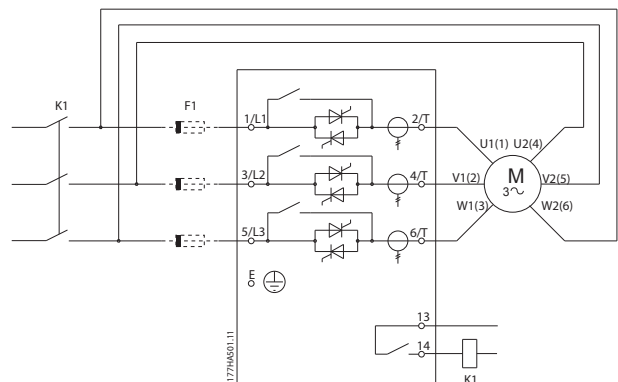 K1
F1
1/L1
2/T
U1(1) U2(4)
3/L2
4/T
V1(2)
M
3
V2(5)
W1(3)
W2(6)
5/L3
6/T
E
13
14
K1
177HA501.11